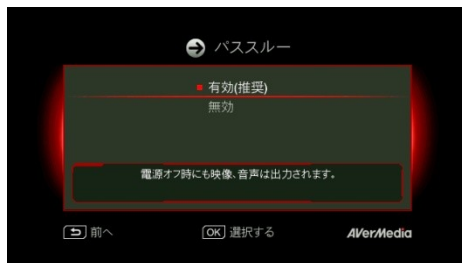 パススルー
有効(推奨)
無効
電源オフ時にも映像、音声は出力されます。
前へ
OK 選択する
AVerMedia